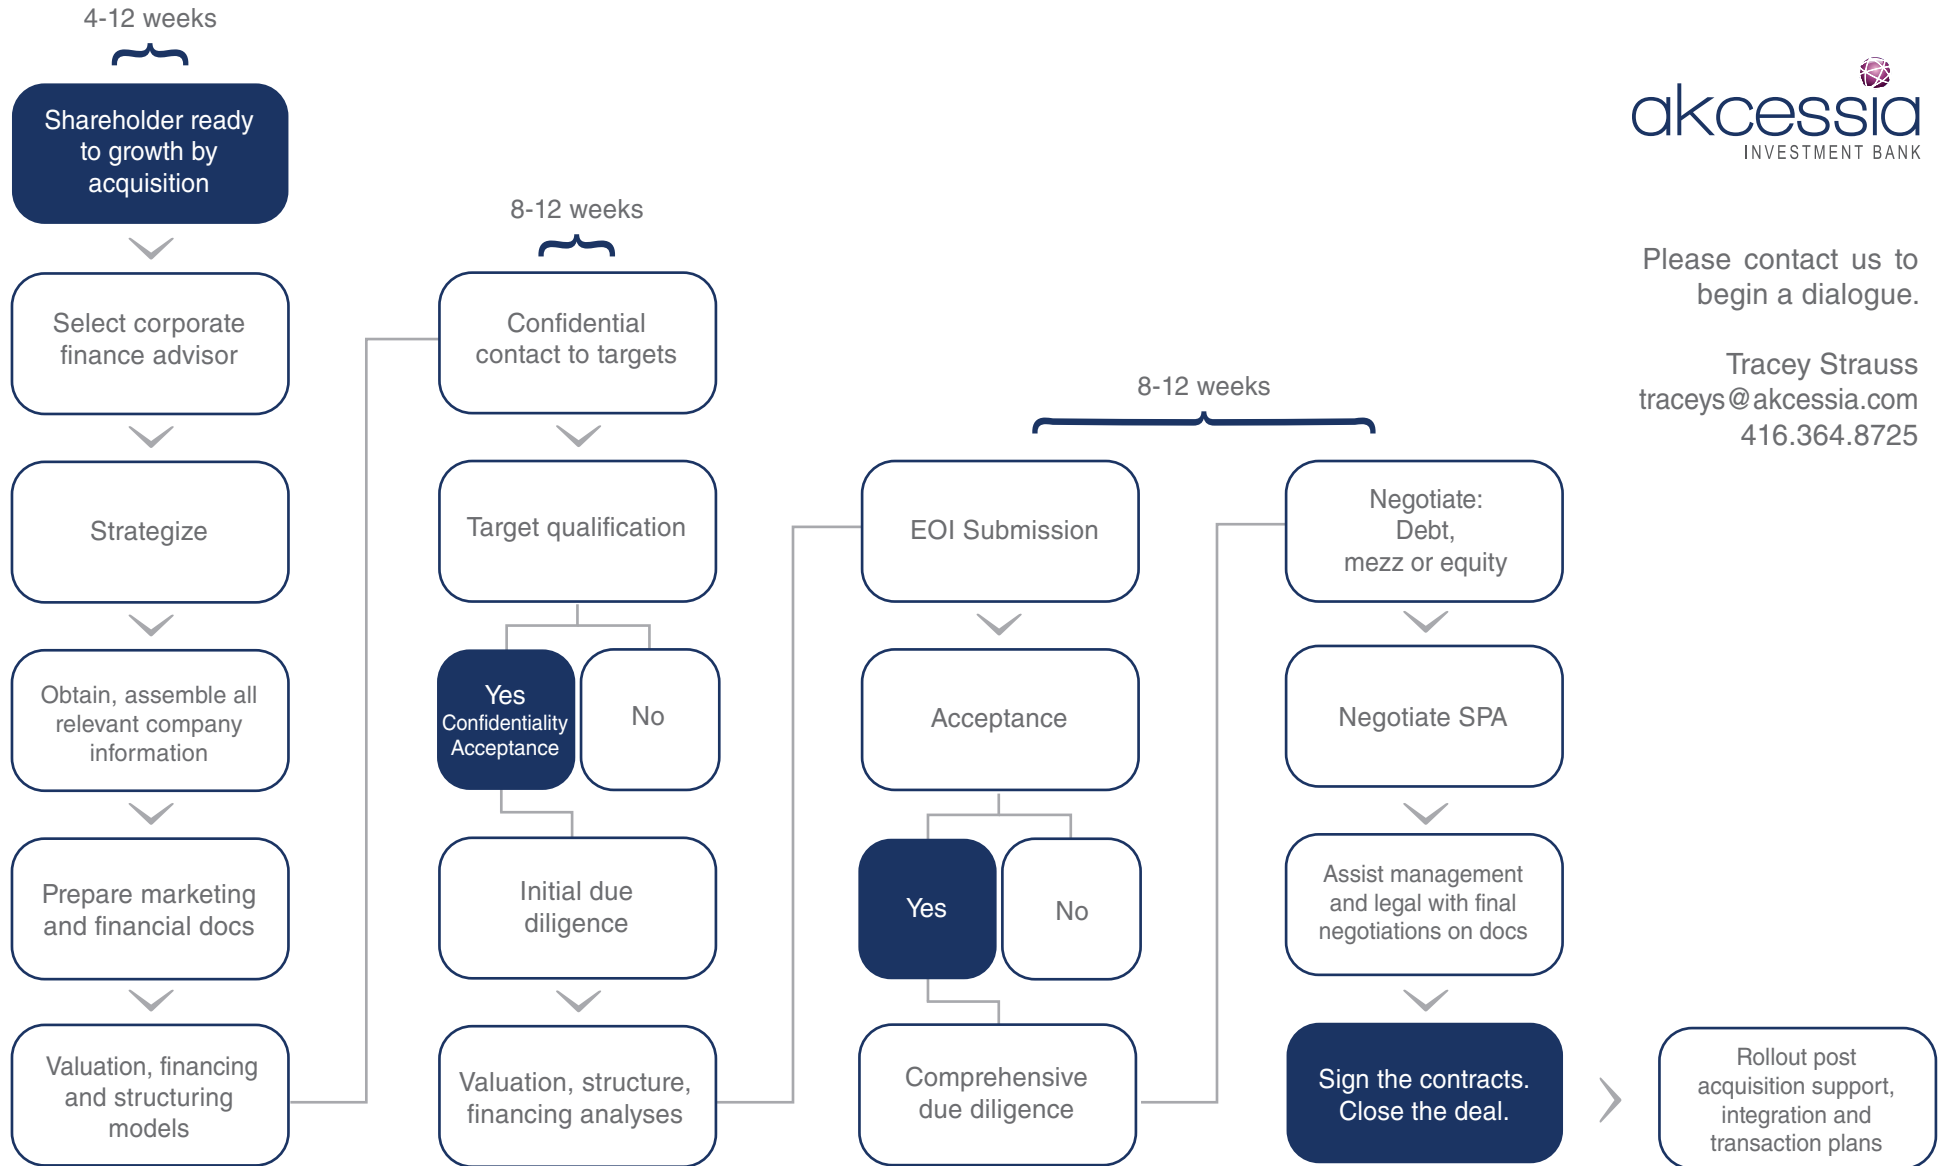 4-12 weeks
Shareholder ready
to growth by
acquisition
Select corporate
finance advisor
Strategize
Obtain, assemble all
relevant company
information
Prepare marketing
and financial docs
Valuation, financing
and structuring
models
8-12 weeks
Confidential
contact to targets
Target qualification
Yes
Confidentiality
Acceptance
No
Initial due
diligence
Valuation, structure,
financing analyses
8-12 weeks
EOI Submission
Acceptance
Yes
No
Comprehensive
due diligence
Negotiate:
Debt,
mezz or equity
Negotiate SPA
Assist management
and legal with final
negotiations on docs
Sign the contracts.
Close the deal.
Rollout post
acquisition support,
integration and
transaction plans
akcessia
INVESTMENT BANK
Please contact us to
begin a dialogue.
Tracey Strauss
traceys@akcessia.com
416.364.8725